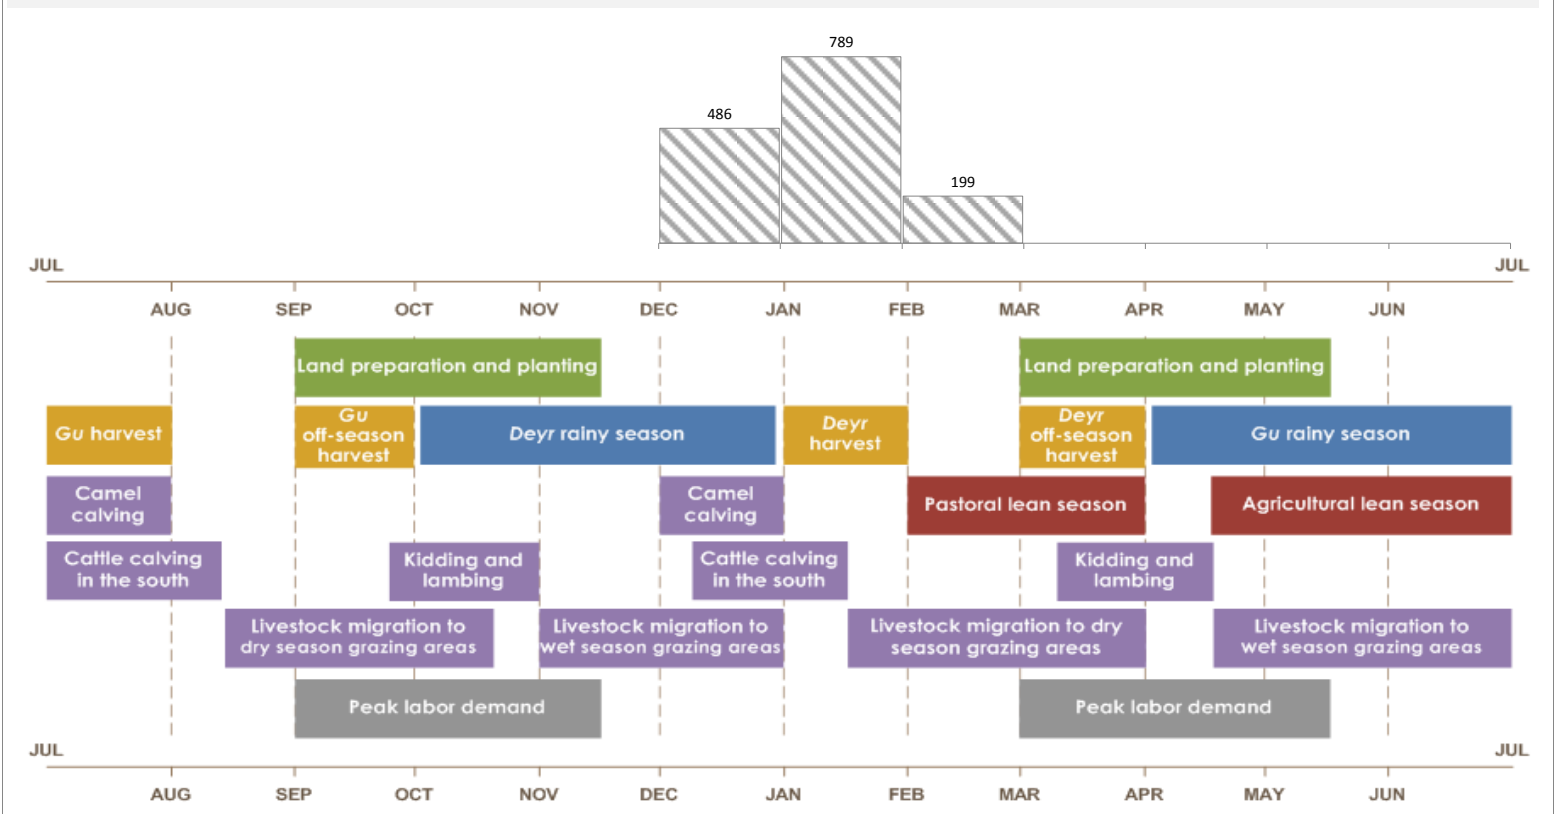 789
486
199
JUL JUL
AUG SEP OCT NOV DEC JAN FEB MAR APR MAY JUN
Land preparation and planting
Land preparation and planting
Gu harvest
Gu
off-season
harvest
Deyr rainy season
Deyr
harvest
Deyr
off-season
harvest
Gu rainy season
Camel
calving
Camel
calving
Pastoral lean season
Agricultural lean season
Cattle calving
in the south
Kidding and
lambing
Cattle calving
in the south
Kidding and
lambing
Livestock migration to
dry season grazing areas
Livestock migration to
wet season grazing areas
Livestock migration to dry
season grazing areas
Livestock migration to
wet season grazing areas
Peak labor demand
Peak labor demand
JUL JUL
AUG SEP OCT NOV DEC JAN FEB MAR APR MAY JUN